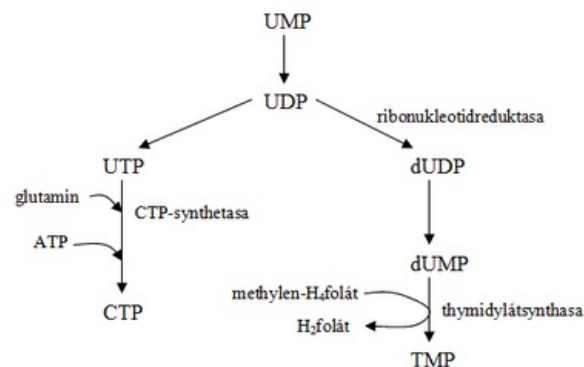 UMP
UDP
ribonukleotidreduktasa
UTP
dUDP
glutamin
CTP-synthetasa
ATP
dUMP
methylen-H₄folát
CTP
thymidylátsynthasa
H₂folát
TMP